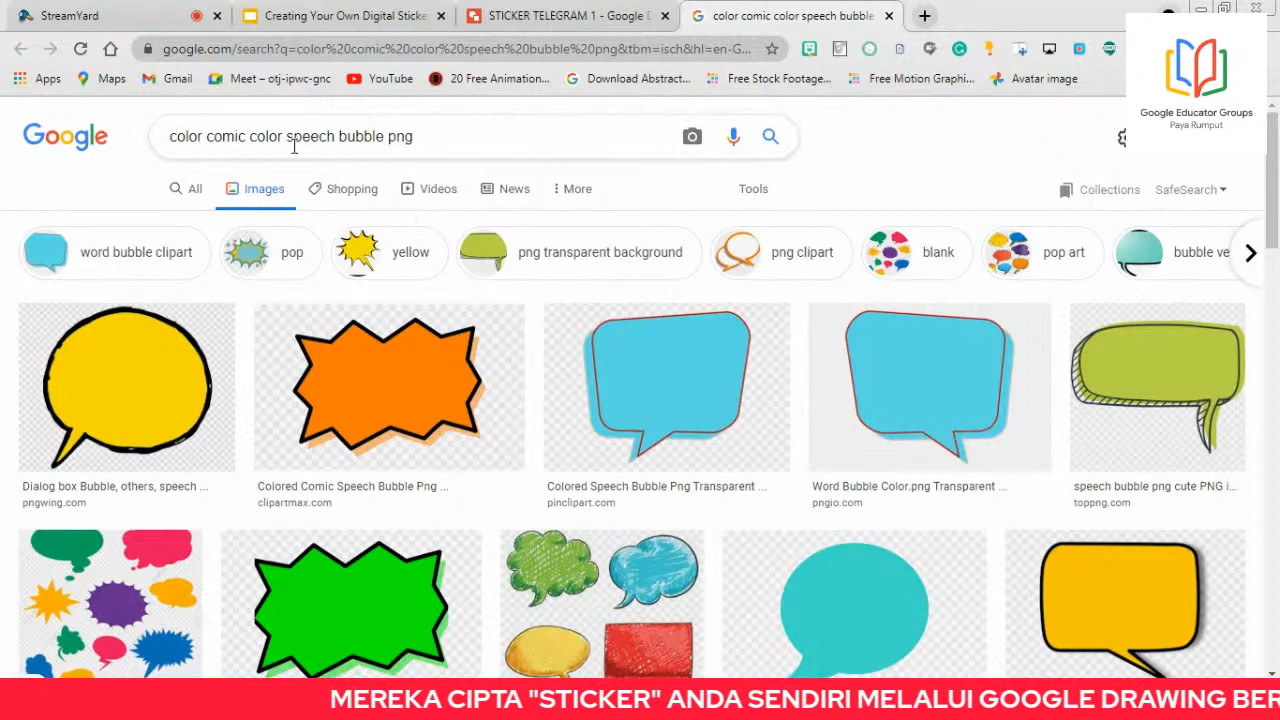 StreamYard
Creating Your Own Digital Sticke
STICKER TELEGRAM 1 - Google D
color comic color speech bubble
google.com/search?q=color%20comic%20color%20speech%20bubble%20png&tbm=isch&hl=en-G...
Apps
Maps
Gmail
Meet – otj-ipwc-gnc
YouTube
20 Free Animation...
Download Abstract...
Free Stock Footage...
Free Motion Graphi...
Avatar image
Google Educator Groups
Paya Rumput
Google
color comic color speech bubble png
All
Images
Shopping
Videos
News
More
Tools
Collections
SafeSearch
word bubble clipart
pop
yellow
png transparent background
png clipart
blank
pop art
bubble ve
Dialog box Bubble, others, speech ...
pngwing.com
Colored Comic Speech Bubble Png ...
clipartmax.com
Colored Speech Bubble Png Transparent ...
pinclipart.com
Word Bubble Color.png Transparent ...
pngio.com
speech bubble png cute PNG i...
toppng.com
MEREKA CIPTA "STICKER" ANDA SENDIRI MELALUI GOOGLE DRAWING BER